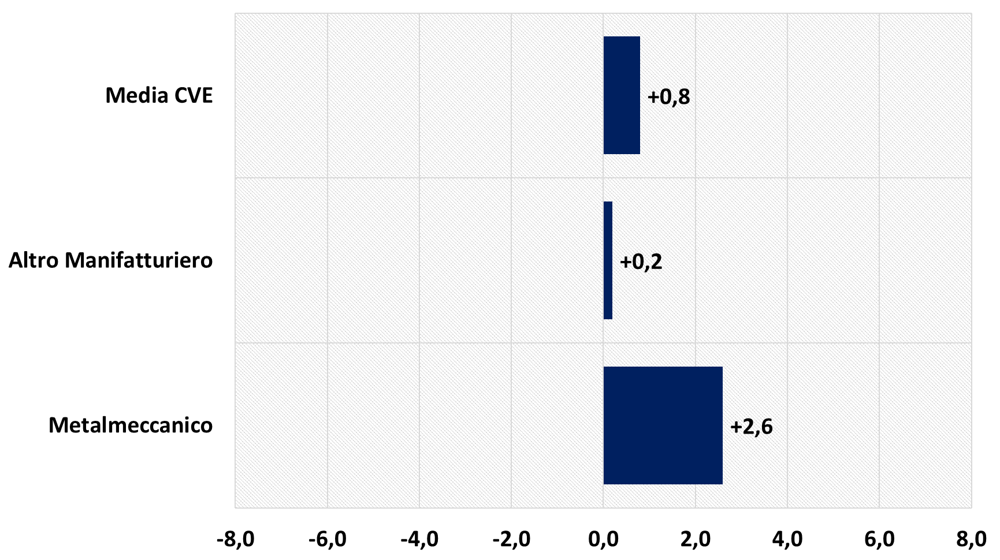 Media CVE
+0,8
Altro Manifatturiero
+0,2
Metalmeccanico
+2,6
-8,0 -6,0 -4,0 -2,0 0,0 2,0 4,0 6,0 8,0